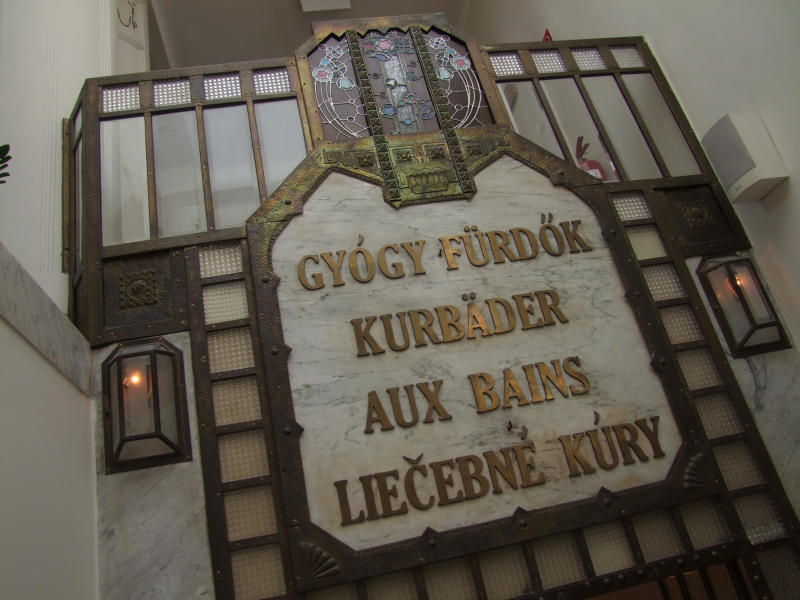 GYÓGY FÜRDŐK
KURBÄDER
AUX BAINS
LIEČEBNÉ KÚRY